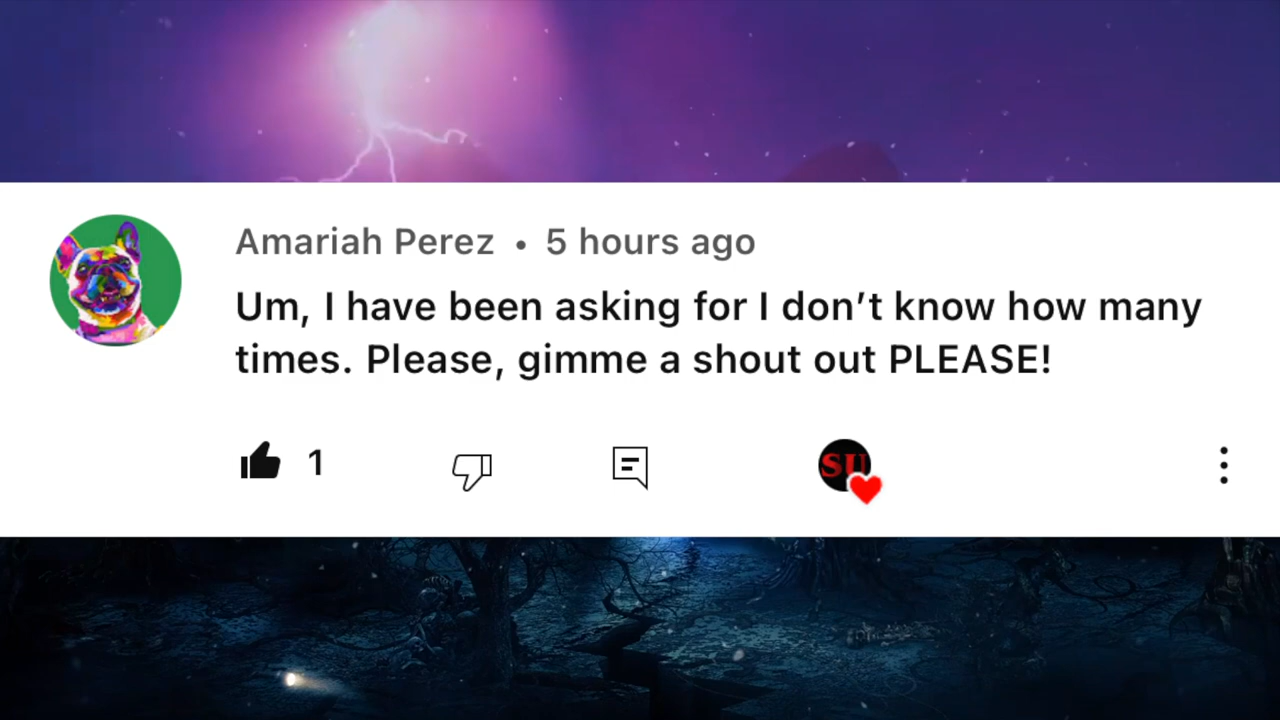 Amariah Perez • 5 hours ago
Um, I have been asking for I don’t know how many
times. Please, gimme a shout out PLEASE!
1
SU